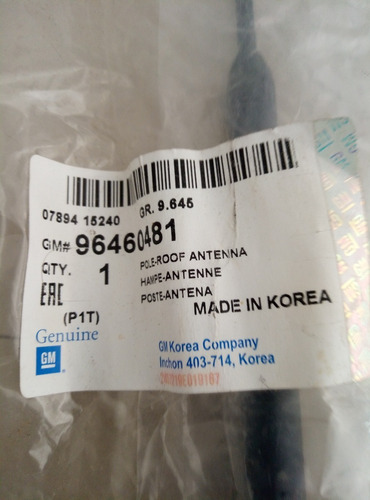 07894 15240 GR. 9.645
GM# 96460481
QTY. 1
POLE-ROOF ANTENNA
HAMPE-ANTENNE
POSTE-ANTENA
EAC
(P1T)
MADE IN KOREA
Genuine
GM
GM Korea Company
Inchon 403-714, Korea